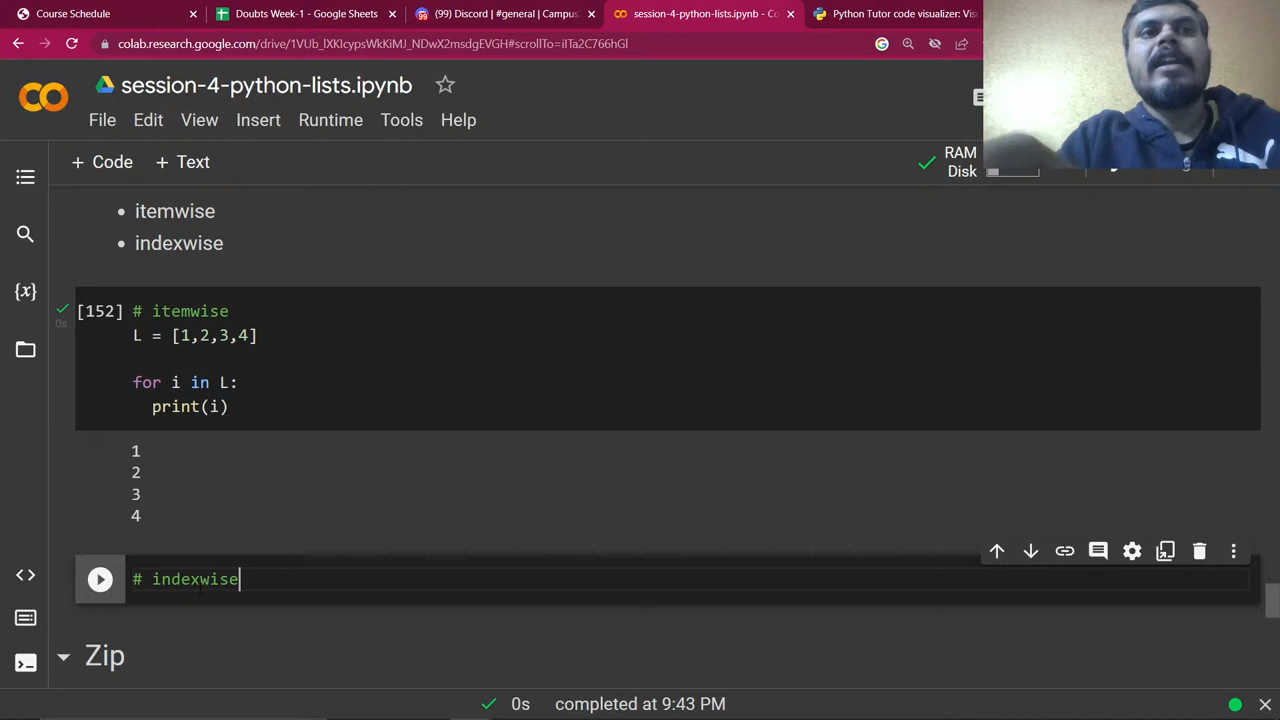 Course Schedule
Doubts Week-1 - Google Sheets
(99) Discord | #general | Campus
session-4-python-lists.ipynb - Co
Python Tutor code visualizer: Vis
colab.research.google.com/drive/1VUb_lXKIcypsWkKiMJ_NDwX2msdgEVGH#scrollTo=iITa2C766hGl
session-4-python-lists.ipynb
File Edit View Insert Runtime Tools Help
+ Code + Text
RAM
Disk
• itemwise
• indexwise
[152] # itemwise
0s
L = [1,2,3,4]
for i in L:
print(i)
1
2
3
4
# indexwise
Zip
0s completed at 9:43 PM